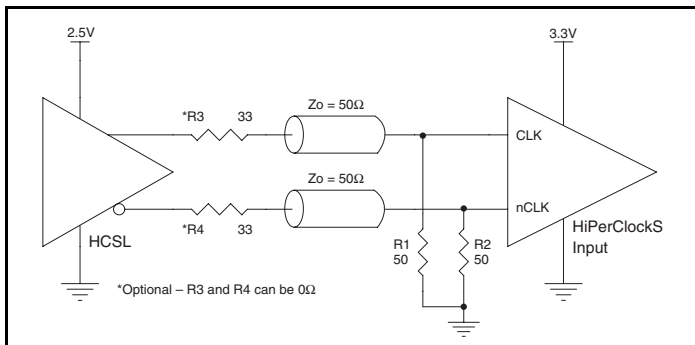 2.5V
3.3V
*R3 33
Zo = 50Ω
CLK
Zo = 50Ω
nCLK
*R4 33
HCSL
R1
50
R2
50
HiPerClockS
Input
*Optional – R3 and R4 can be 0Ω